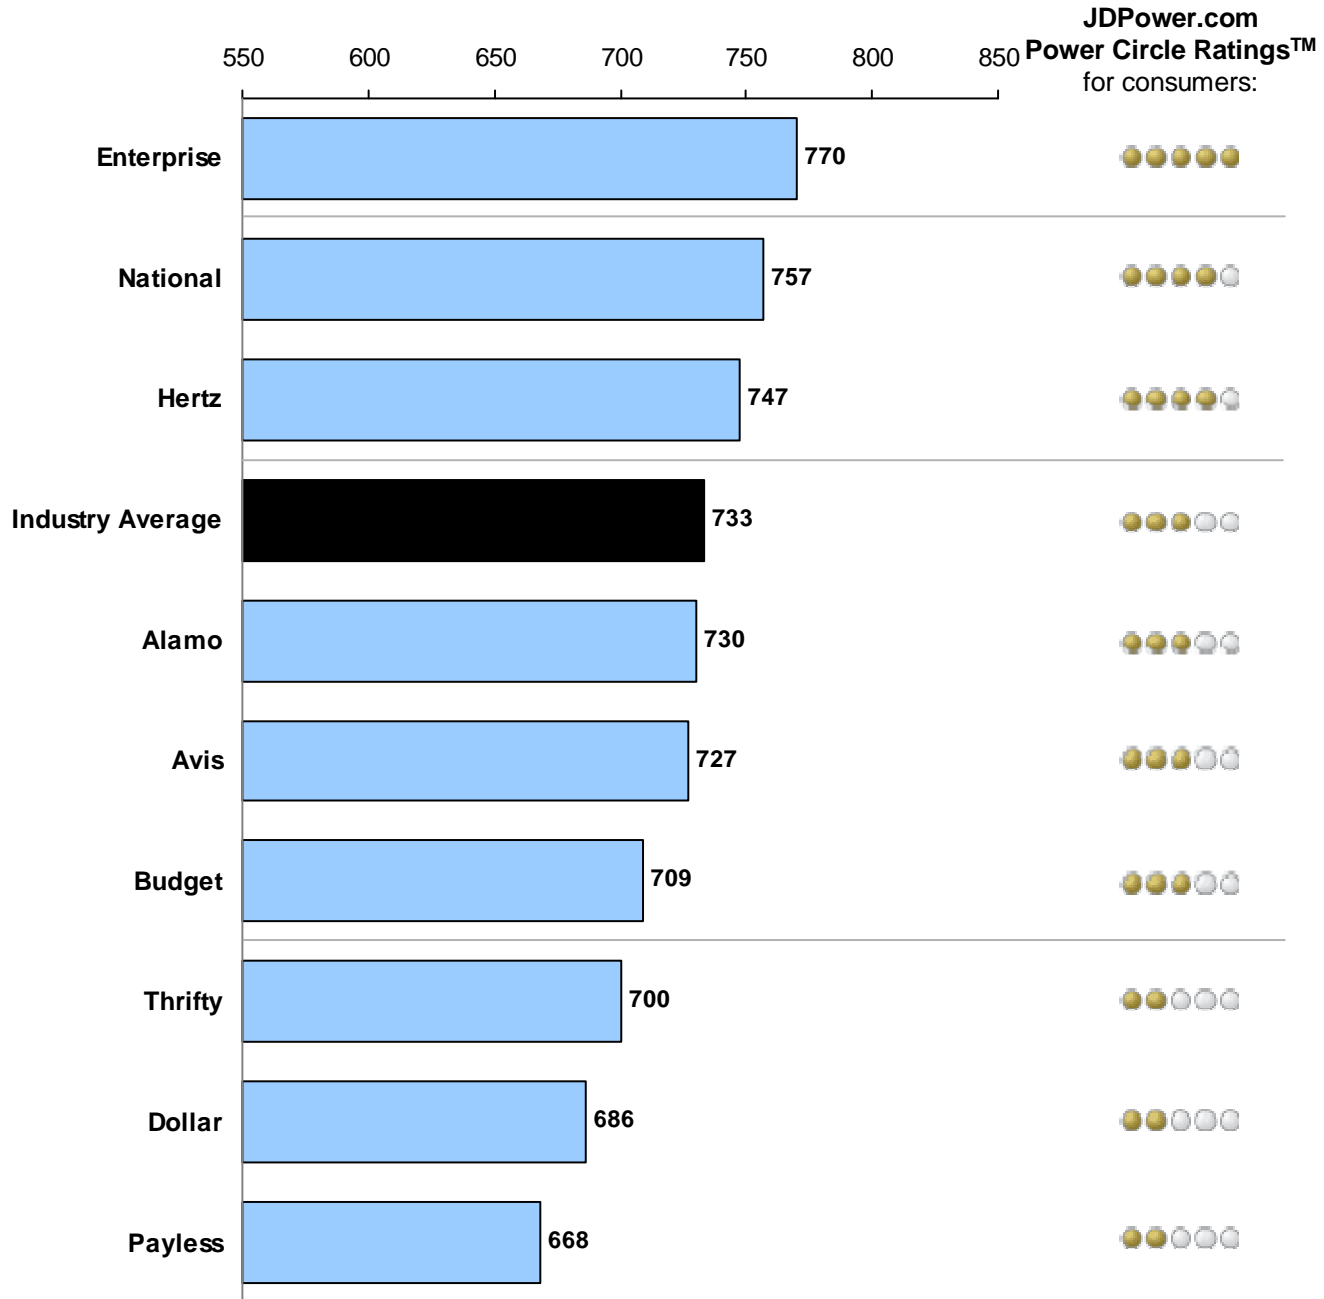 JDPower.com
Power Circle Ratings™
for consumers:
550 600 650 700 750 800 850
Enterprise 770
National 757
Hertz 747
Industry Average 733
Alamo 730
Avis 727
Budget 709
Thrifty 700
Dollar 686
Payless 668